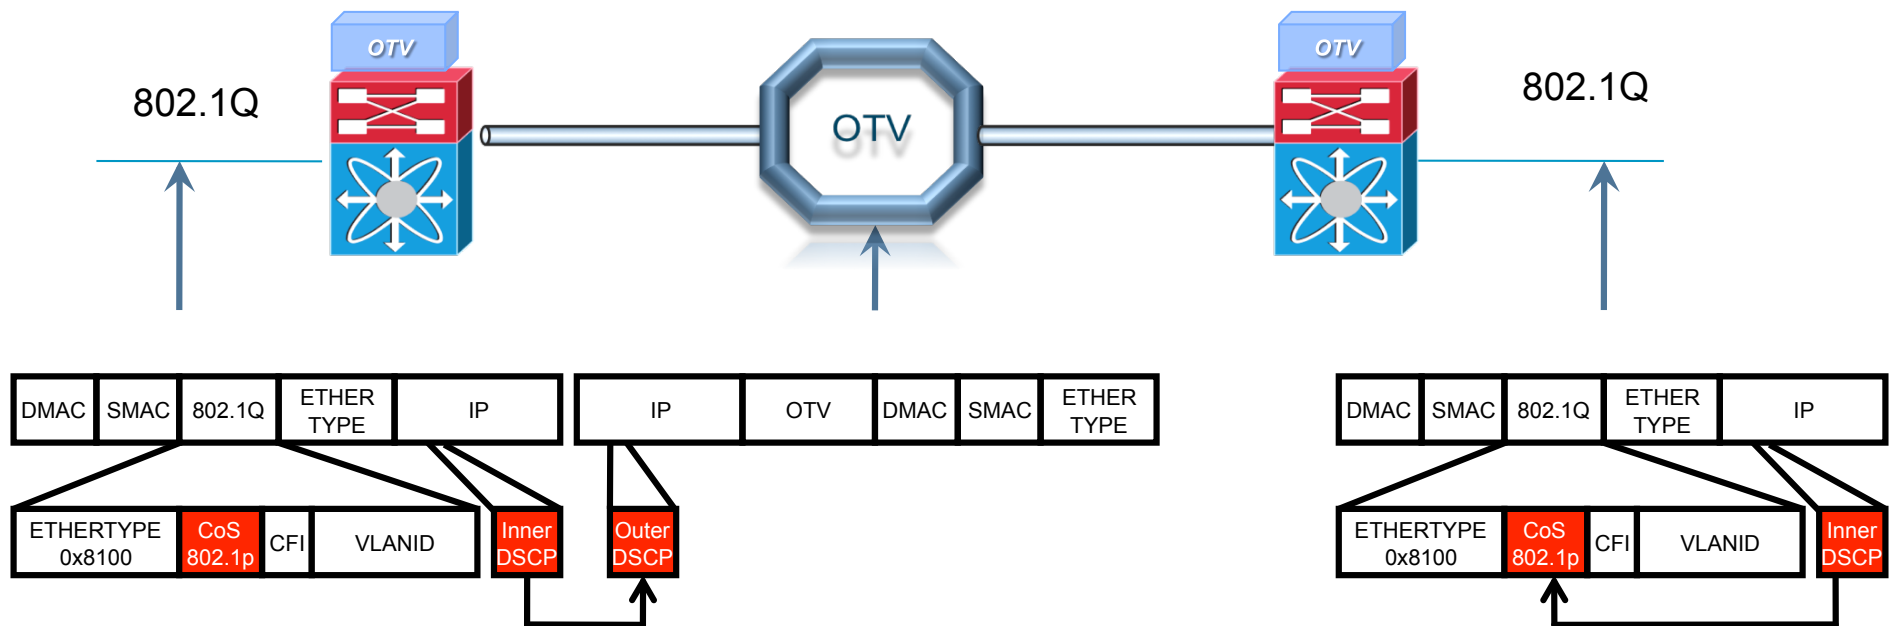 OTV
OTV
802.1Q
802.1Q
OTV
DMAC SMAC 802.1Q ETHER TYPE IP
IP OTV DMAC SMAC ETHER TYPE
DMAC SMAC 802.1Q ETHER TYPE IP
ETHERTYPE 0x8100 CoS 802.1p CFI VLANID Inner DSCP
Outer DSCP
ETHERTYPE 0x8100 CoS 802.1p CFI VLANID Inner DSCP